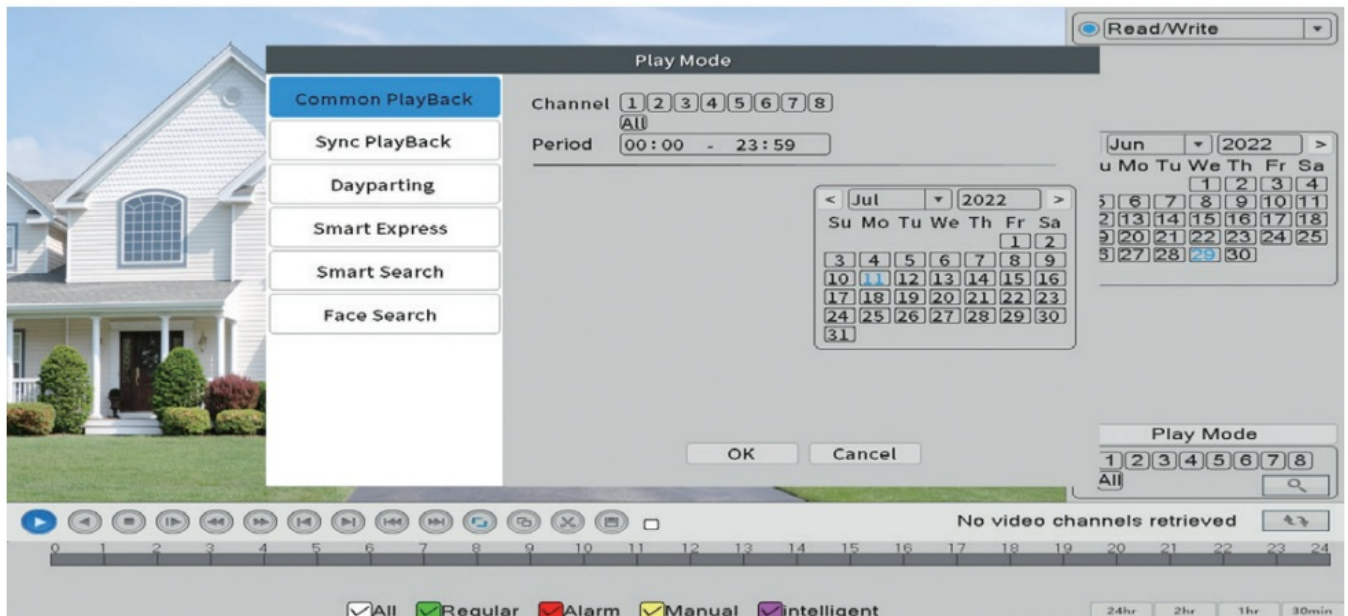 Read/Write
Play Mode
Common PlayBack
Sync PlayBack
Dayparting
Smart Express
Smart Search
Face Search
Channel 1 2 3 4 5 6 7 8
All
Period 00:00 - 23:59
< Jul 2022 >
Su Mo Tu We Th Fr Sa
1 2
3 4 5 6 7 8 9
10 11 12 13 14 15 16
17 18 19 20 21 22 23
24 25 26 27 28 29 30
31
OK Cancel
Jun 2022 >
u Mo Tu We Th Fr Sa
1 2 3 4
6 7 8 9 10 11
13 14 15 16 17 18
20 21 22 23 24 25
27 28 29 30
Play Mode
1 2 3 4 5 6 7 8
All
No video channels retrieved
0 1 2 3 4 5 6 7 8 9 10 11 12 13 14 15 16 17 18 19 20 21 22 23 24
All Regular Alarm Manual intelligent
24hr 2hr 1hr 30min